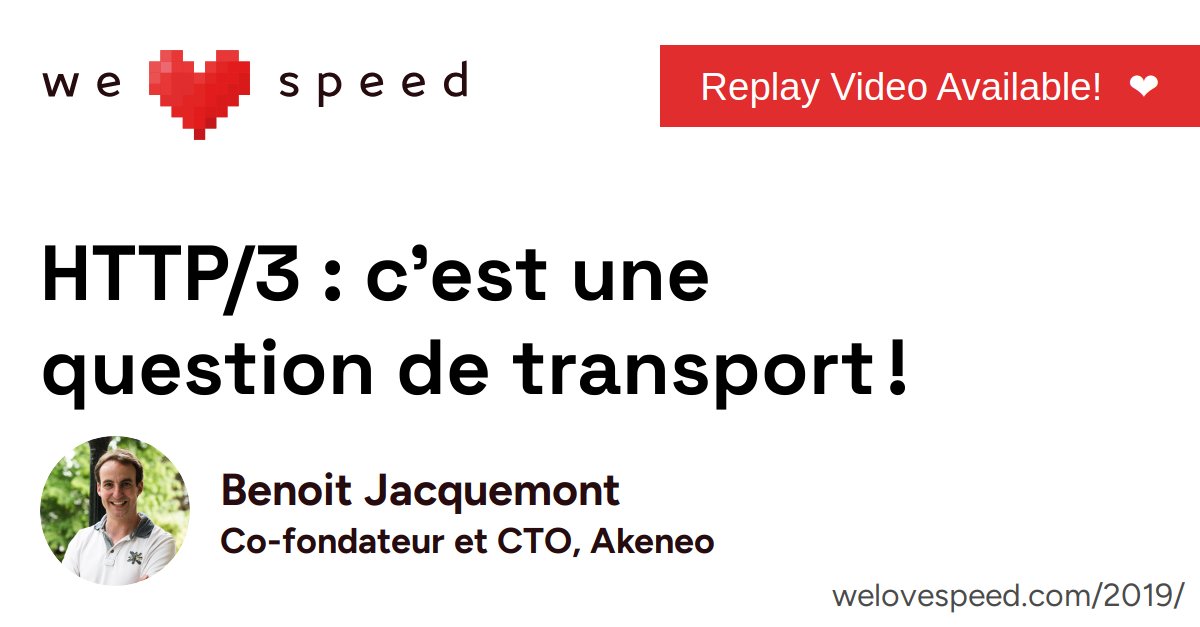 we speed
Replay Video Available! ❤
HTTP/3 : c’est une
question de transport !
Benoit Jacquemont
Co-fondateur et CTO, Akeneo
welovespeed.com/2019/